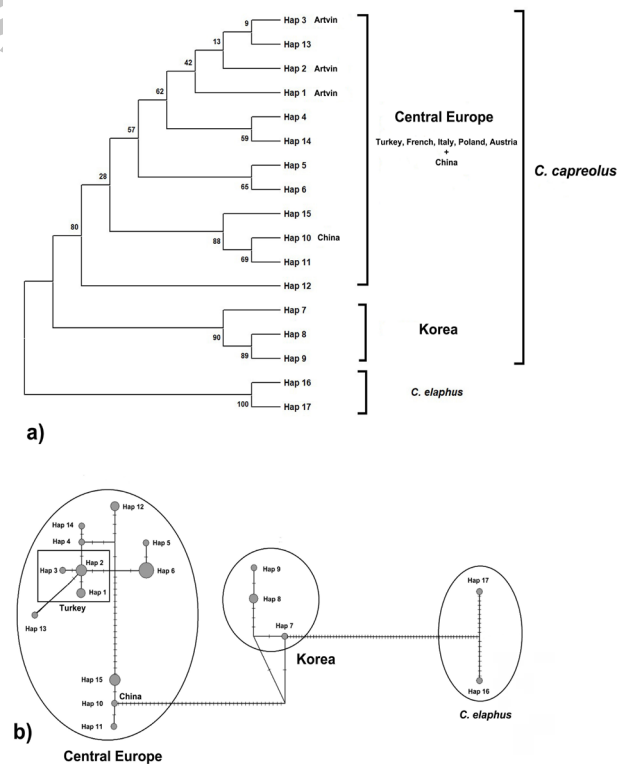 9
Hap 3 Artvin
13
Hap 13
42
Hap 2 Artvin
62
Hap 1 Artvin
57
Hap 4
59
Hap 14
28
Hap 5
65
Hap 6
80
Hap 15
88
Hap 10 China
69
Hap 11
Hap 12
Hap 7
90
Hap 8
89
Hap 9
Hap 16
100
Hap 17
Central Europe
Turkey, French, Italy, Poland, Austria
+
China
C. capreolus
Korea
C. elaphus
a)
Hap 12
Hap 14
Hap 4
Hap 5
Hap 2
Hap 3
Hap 6
Hap 1
Turkey
Hap 13
Hap 15
China
Hap 10
Hap 11
Central Europe
Hap 9
Hap 8
Hap 7
Korea
Hap 17
Hap 16
C. elaphus
b)